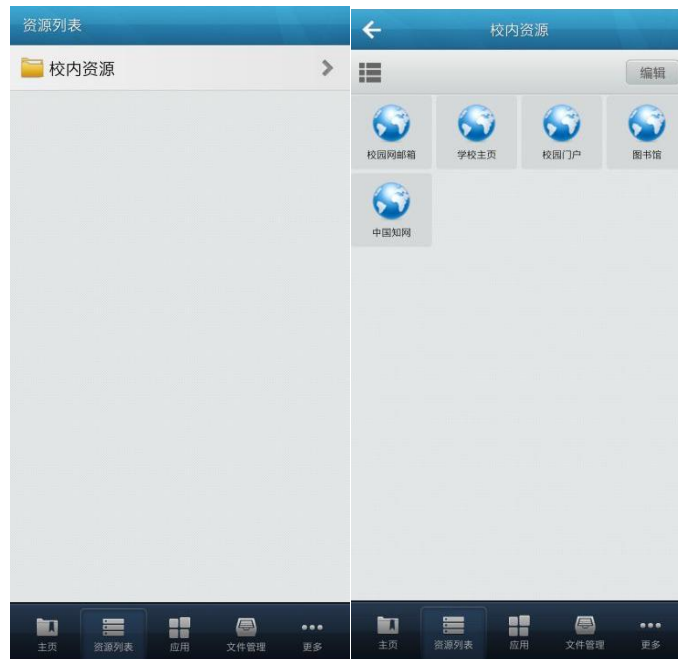 资源列表
校内资源
主页 资源列表 应用 文件管理 更多
校内资源
编辑
校园网邮箱 学校主页 校园门户 图书馆
中国知网
主页 资源列表 应用 文件管理 更多